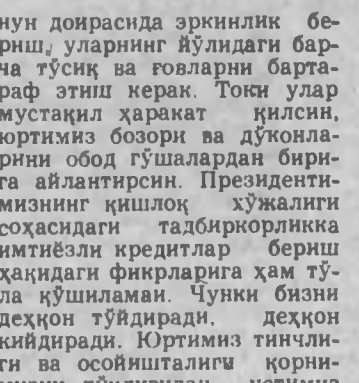 нун доирасида эркинлик бе-
риш, уларнинг йўлидаги бар-
ча тўсиқ ва ғовларни барта-
раф этиш керак. Токи улар
мустақил ҳаракат қилсин,
юртимиз бозори ва дўконла-
рини обод гўшалардан бири-
га айлантирсин. Президенти-
мизнинг қишлоқ хўжалиги
соҳасидаги тадбиркорликка
имтиёзли кредитлар бериш
ҳақидаги фикрларига ҳам тў-
ла қўшиламаи. Чунки бизни
деҳқон тўйдиради, деҳқон
кийдиради. Юртимиз тинчли-
ги ва осойишталиги қорни-